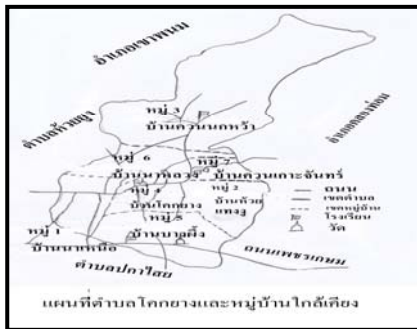 อำเภอเขาพนม
ตำบลห้วยยูง
อำเภอคลองท่อม
หมู่ 3
บ้านควนนกหว้า
หมู่ 6
หมู่ 7
บ้านนาหลวง
บ้านควนเกาะจันทร์
หมู่ 4
บ้านโคกยาง
หมู่ 2
บ้านห้วย
แทงงู
หมู่ 5
บ้านบางผึ้ง
หมู่ 1
บ้านนาเหนือ
ถนน
เขตตำบล
เขตหมู่บ้าน
โรงเรียน
วัด
ถนนเพชรเกษม
ตำบลปกาไสย
แผนที่ตำบลโคกยางและหมู่บ้านใกล้เคียง